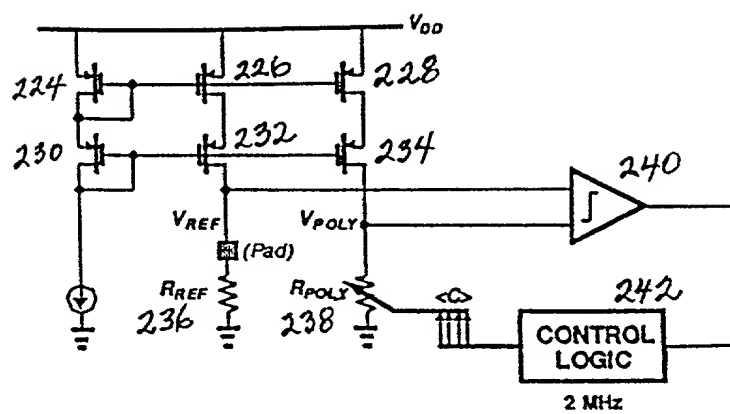 VDD
224
226
228
230
232
234
240
VREF
VPOLY
(Pad)
RREF
RPOLY
<C>
236
238
242
CONTROL
LOGIC
2 MHz